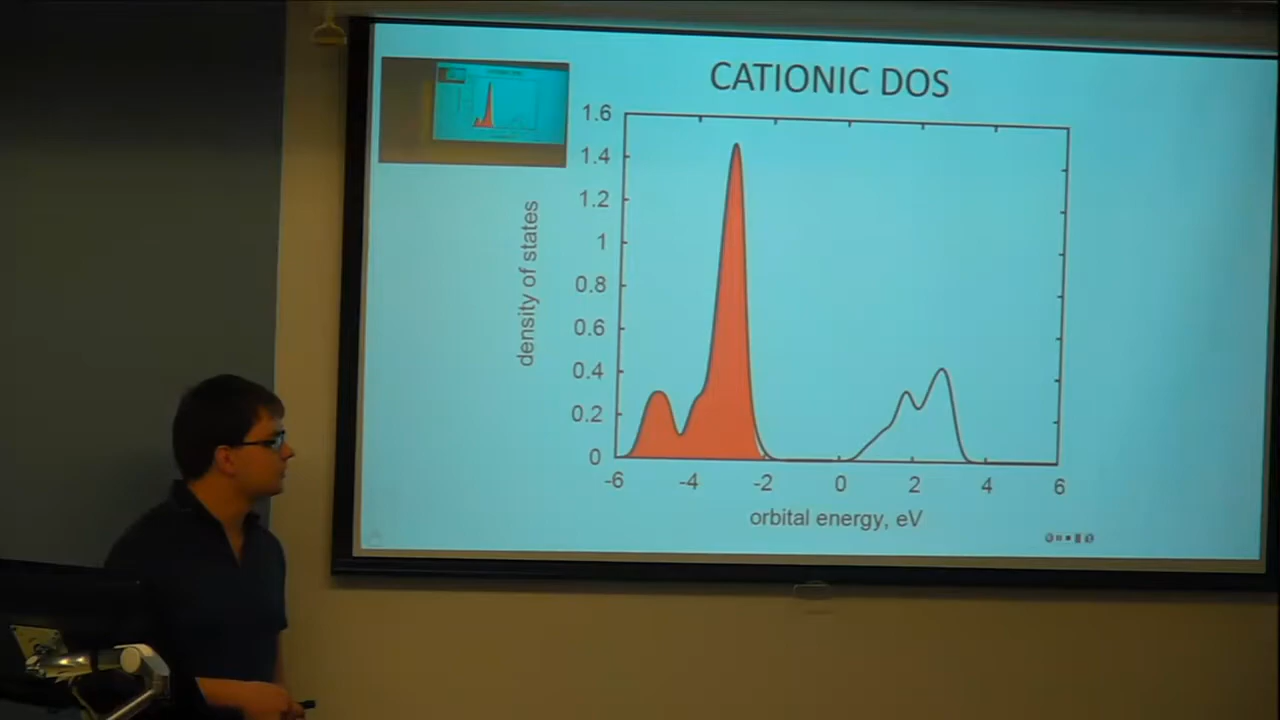 CATIONIC DOS
1.6
1.4
1.2
1
0.8
0.6
0.4
0.2
0
density of states
-6 -4 -2 0 2 4 6
orbital energy, eV